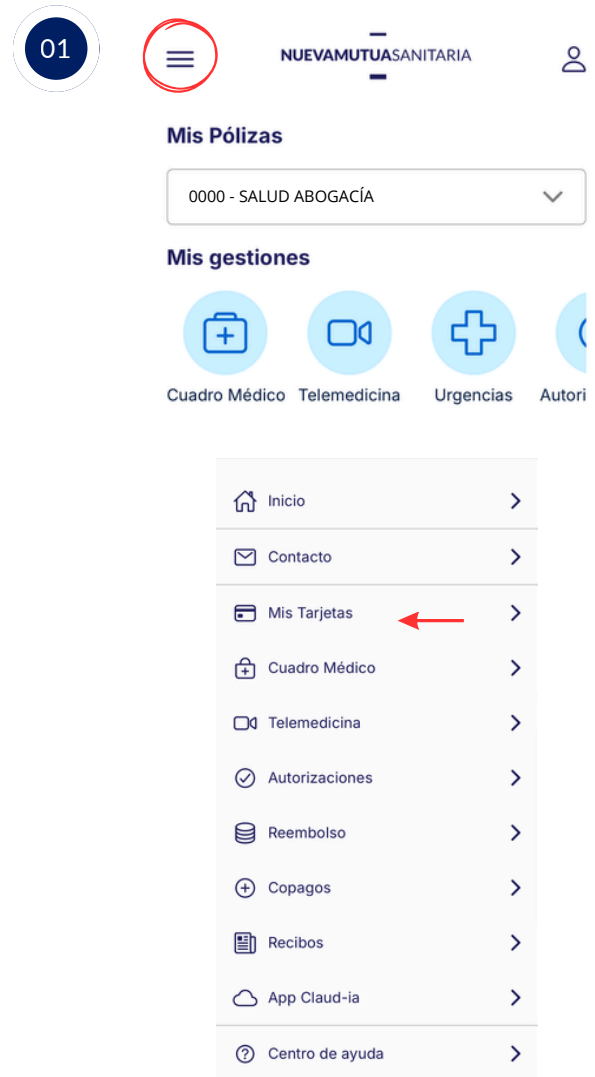 01
NUEVAMUTUASANITARIA
Mis Pólizas
0000 - SALUD ABOGACÍA
Mis gestiones
Cuadro Médico Telemedicina Urgencias Autori
Inicio
Contacto
Mis Tarjetas
Cuadro Médico
Telemedicina
Autorizaciones
Reembolso
Copagos
Recibos
App Claud-ia
Centro de ayuda